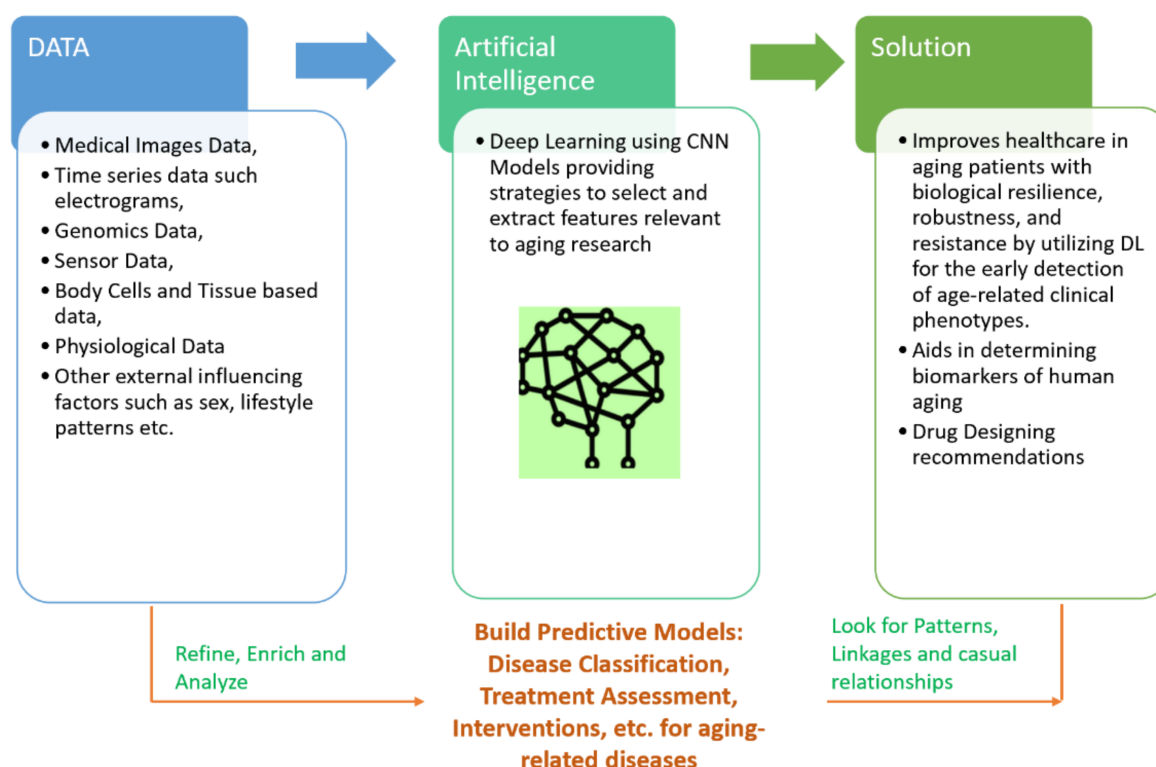 DATA
• Medical Images Data,
• Time series data such
electrograms,
• Genomics Data,
• Sensor Data,
• Body Cells and Tissue based
data,
• Physiological Data
• Other external influencing
factors such as sex, lifestyle
patterns etc.
Artificial
Intelligence
• Deep Learning using CNN
Models providing
strategies to select and
extract features relevant
to aging research
Solution
• Improves healthcare in
aging patients with
biological resilience,
robustness, and
resistance by utilizing DL
for the early detection
of age-related clinical
phenotypes.
• Aids in determining
biomarkers of human
aging
• Drug Designing
recommendations
Refine, Enrich and
Analyze
Build Predictive Models:
Disease Classification,
Treatment Assessment,
Interventions, etc. for aging-
related diseases
Look for Patterns,
Linkages and casual
relationships